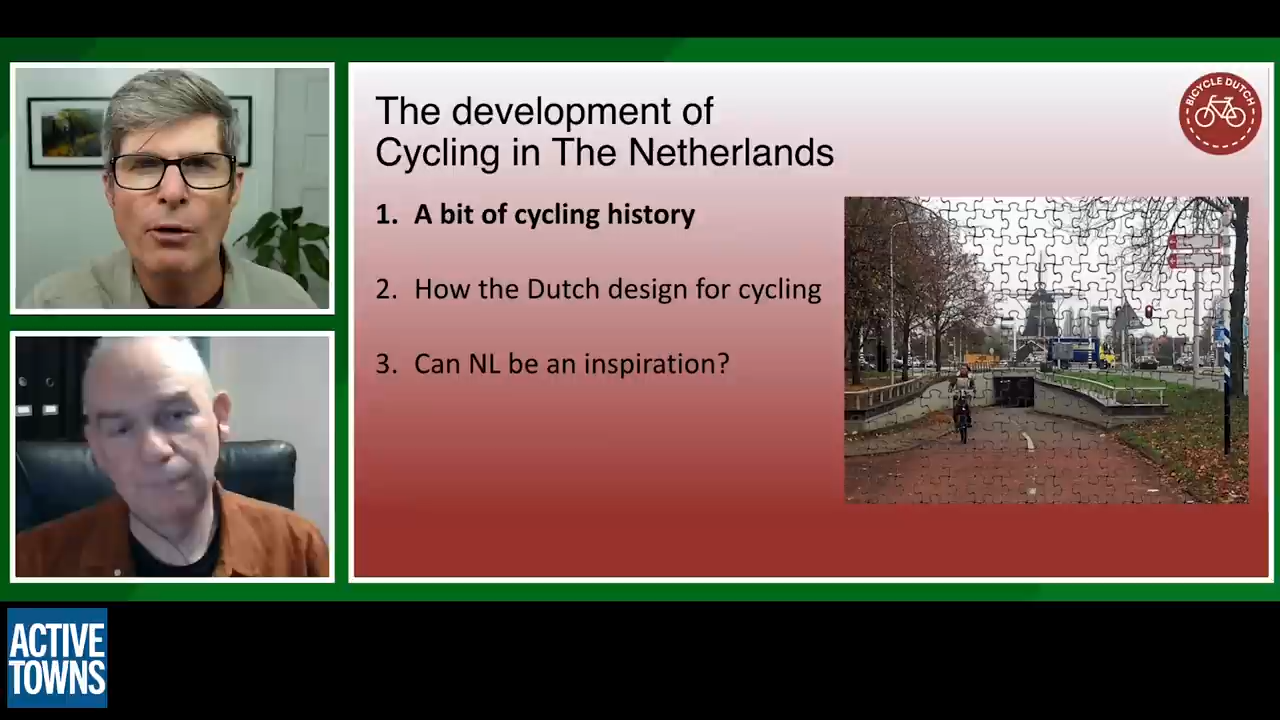 The development of
Cycling in The Netherlands
BICYCLE DUTCH
1. A bit of cycling history
2. How the Dutch design for cycling
3. Can NL be an inspiration?
ACTIVE
TOWNS